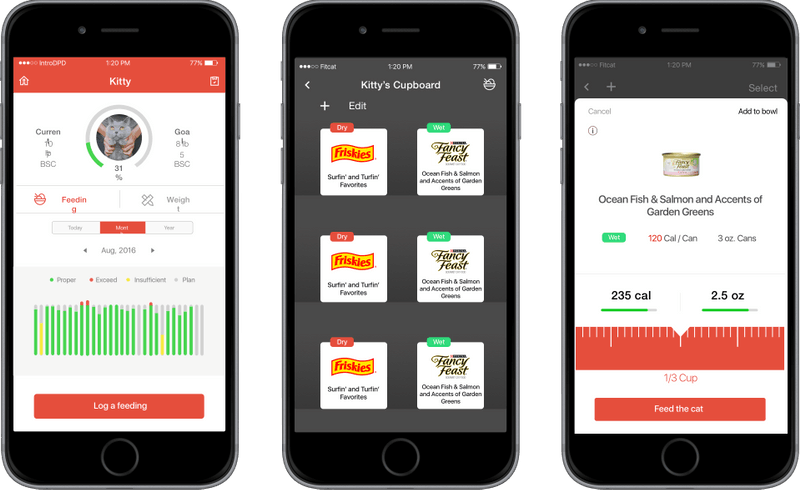 IntroDPD 1:20 PM 77%
Kitty
Curren
t
10
lb
BSC
31
%
Goa
l
8 lb
5
BSC
Feedin
g
Weigh
t
Today Mont Year
Aug, 2016
Proper Exceed Insufficient Plan
Log a feeding
Fitcat 1:20 PM 77%
Kitty's Cupboard
+ Edit
Dry
Friskies
Surfin' and Turfin'
Favorites
Wet
PURINA
Fancy
Feast
Ocean Fish & Salmon
and Accents of Garden
Greens
Dry
Friskies
Surfin' and Turfin'
Favorites
Wet
PURINA
Fancy
Feast
Ocean Fish & Salmon
and Accents of Garden
Greens
Dry
Friskies
Surfin' and Turfin'
Favorites
Wet
PURINA
Fancy
Feast
Ocean Fish & Salmon
and Accents of Garden
Greens
Fitcat 1:20 PM 77%
+ Select
Cancel Add to bowl
Fancy
Feast
Ocean Fish & Salmon and Accents of
Garden Greens
Wet 120 Cal / Can 3 oz. Cans
235 cal 2.5 oz
1/3 Cup
Feed the cat